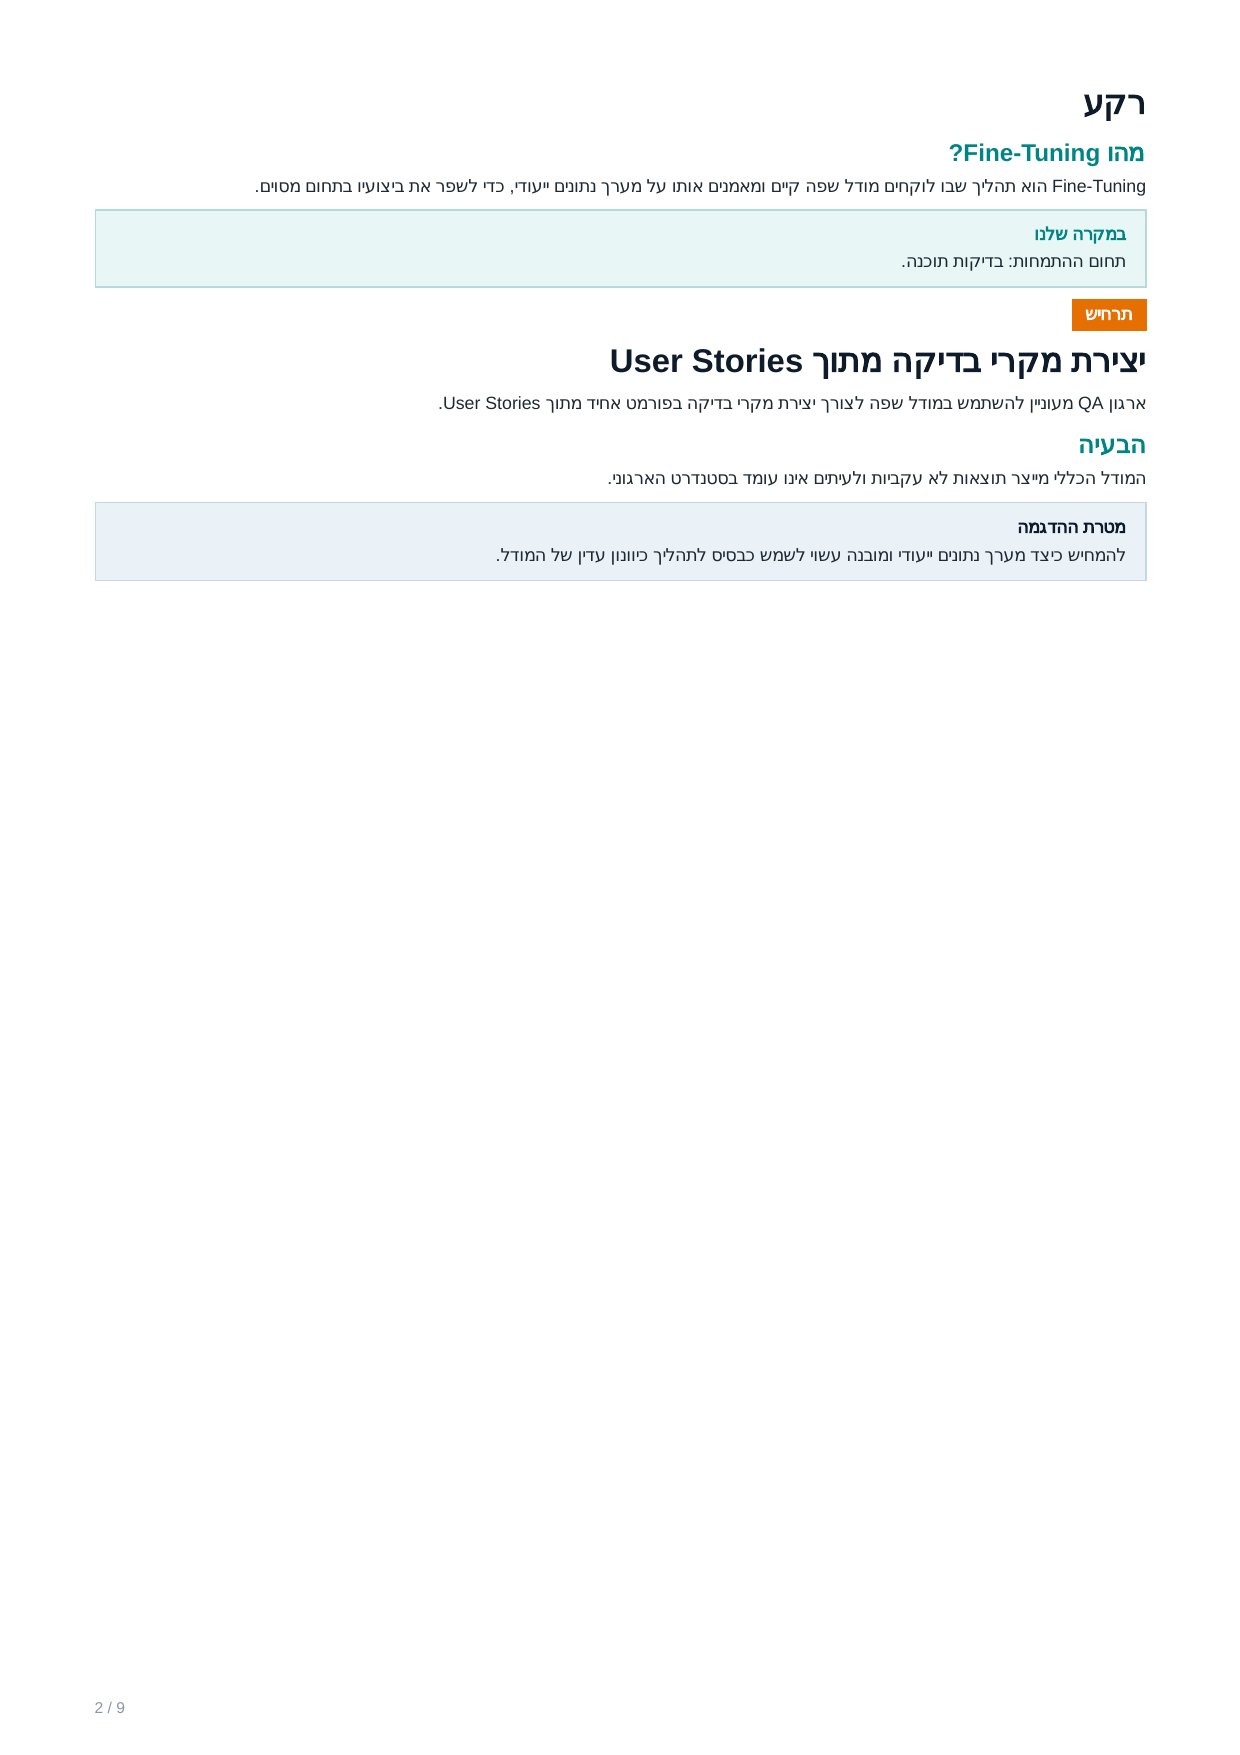 רקע
מהו Fine-Tuning?
Fine-Tuning הוא תהליך שבו לוקחים מודל שפה קיים ומאמנים אותו על מערך נתונים ייעודי, כדי לשפר את ביצועיו בתחום מסוים.
במקרה שלנו
תחום ההתמחות: בדיקות תוכנה.
תרחיש
יצירת מקרי בדיקה מתוך User Stories
ארגון QA מעוניין להשתמש במודל שפה לצורך יצירת מקרי בדיקה בפורמט אחיד מתוך User Stories.
הבעיה
המודל הכללי מייצר תוצאות לא עקביות ולעיתים אינו עומד בסטנדרט הארגוני.
מטרת ההדגמה
להמחיש כיצד מערך נתונים ייעודי ומובנה עשוי לשמש כבסיס לתהליך כיוונון עדין של המודל.
2 / 9